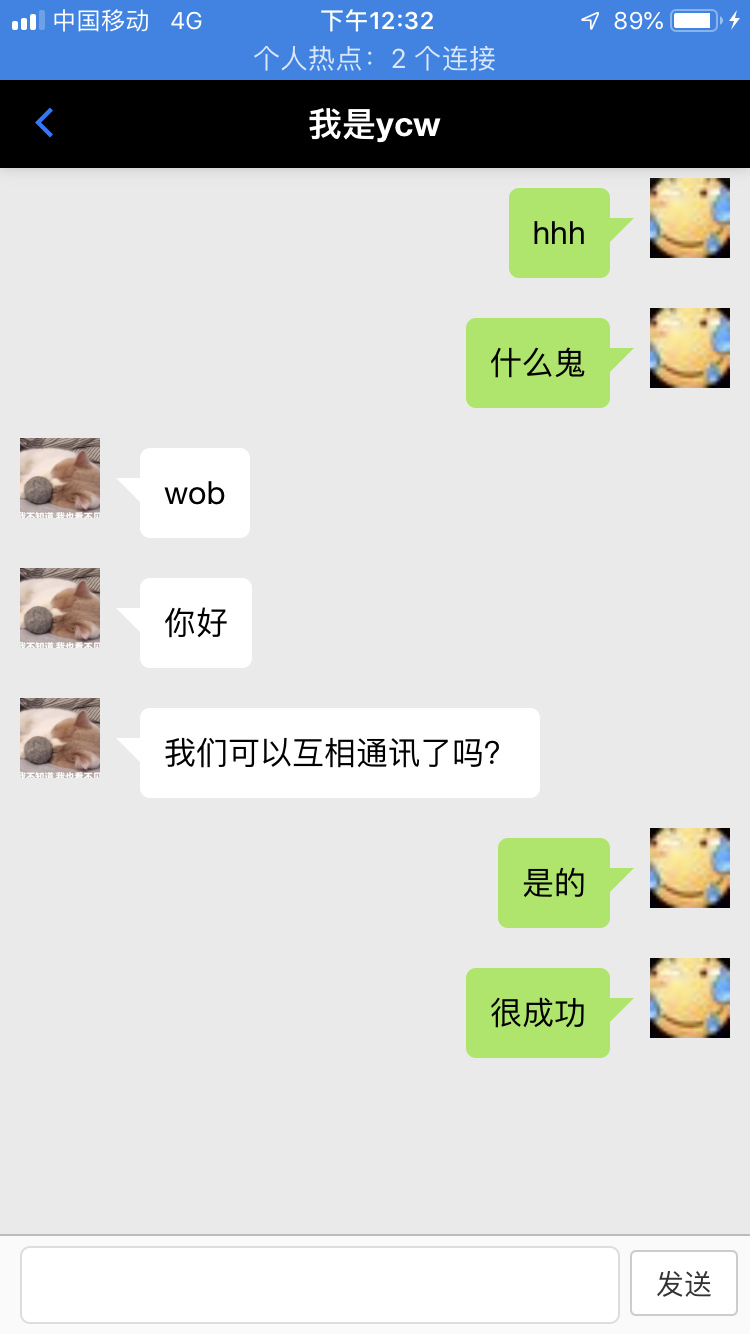 中国移动 4G 下午12:32 89%
个人热点：2 个连接
我是ycw
hhh
什么鬼
wob
你好
我们可以互相通讯了吗？
是的
很成功
发送